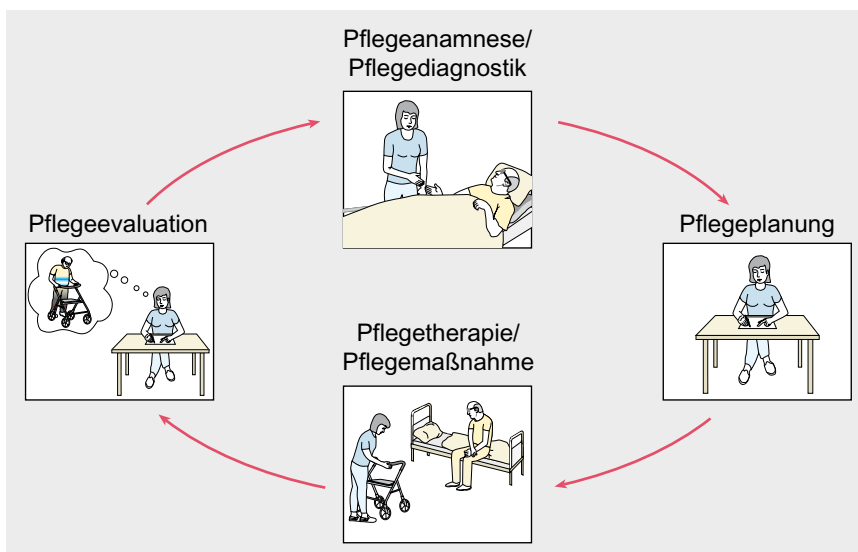 Pflegeanamnese/
Pflegediagnostik
Pflegeevaluation
Pflegeplanung
Pflegetherapie/
Pflegemaßnahme